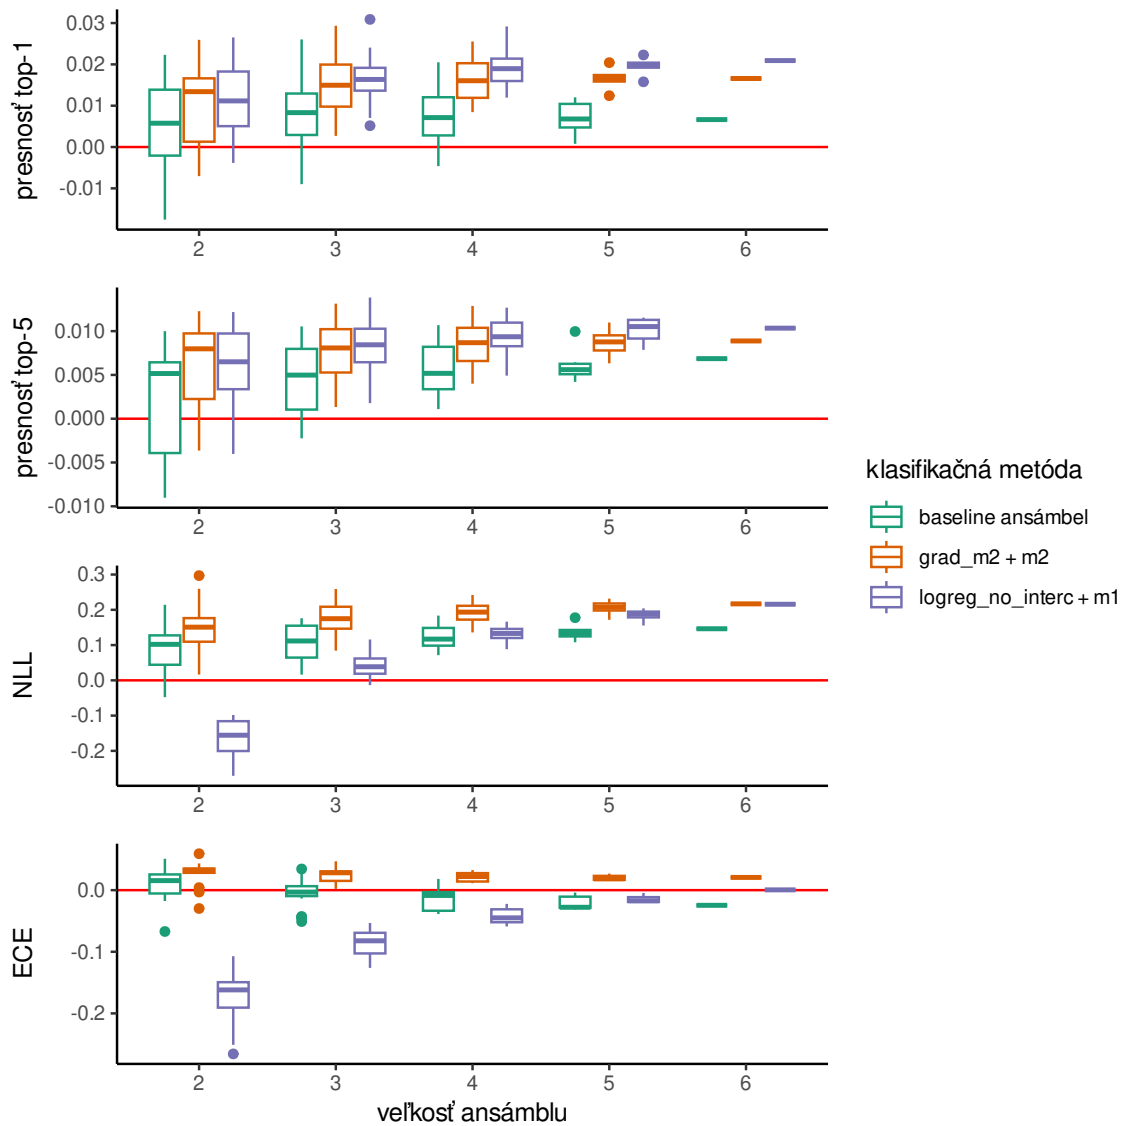 presnosť top-1
0.03
0.02
0.01
0.00
-0.01
2 3 4 5 6
presnosť top-5
0.010
0.005
0.000
-0.005
-0.010
2 3 4 5 6
NLL
0.3
0.2
0.1
0.0
-0.1
-0.2
2 3 4 5 6
ECE
0.0
-0.1
-0.2
2 3 4 5 6
veľkosť ansámblu
klasifikačná metóda
baseline ansámbel
grad_m2 + m2
logreg_no_interc + m1